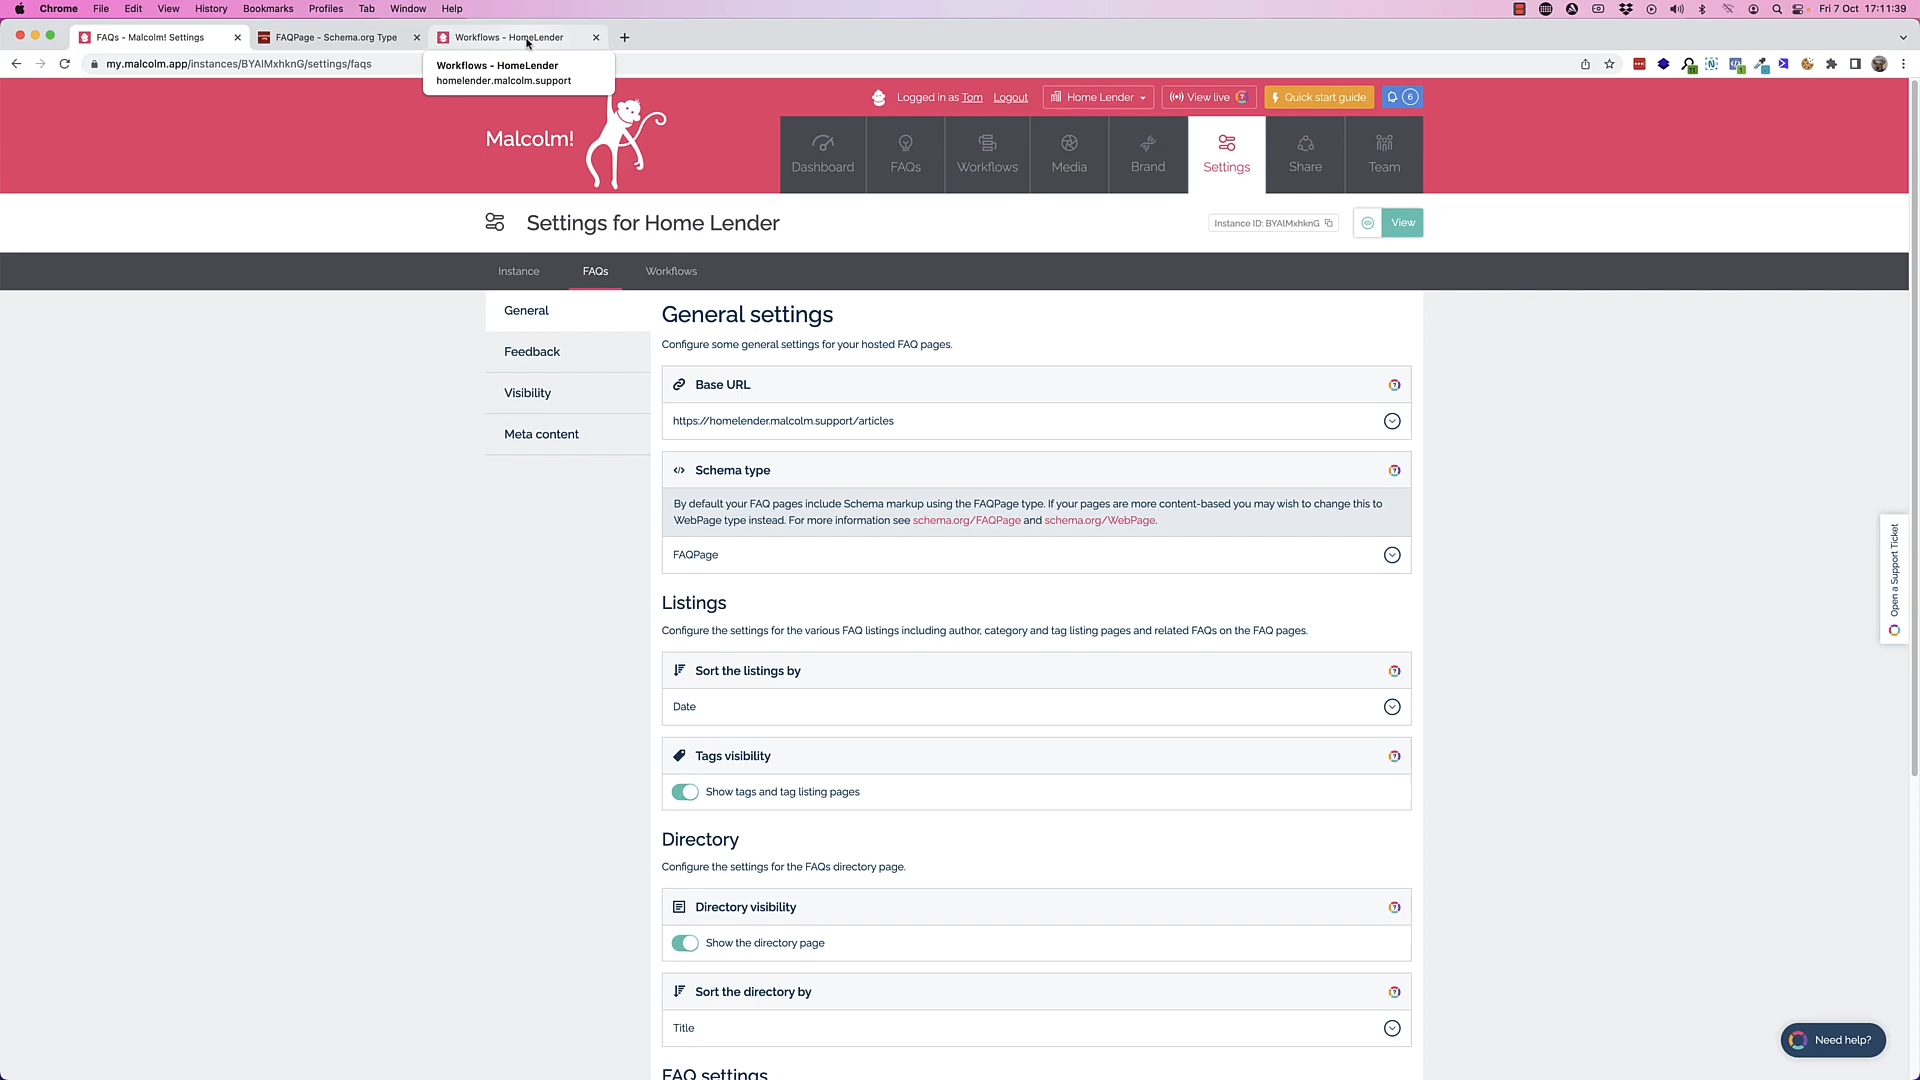 Chrome File Edit View History Bookmarks Profiles Tab Window Help
Fri 7 Oct 17:11:39
FAQs - Malcolm! Settings
FAQPage - Schema.org Type
Workflows - HomeLender
my.malcolm.app/instances/BYAlMxhknG/settings/faqs
Workflows - HomeLender
homelender.malcolm.support
Malcolm!
Logged in as Tom Logout
Home Lender
View live
Quick start guide
6
Dashboard
FAQs
Workflows
Media
Brand
Settings
Share
Team
Settings for Home Lender
Instance ID: BYAlMxhknG
View
Instance
FAQs
Workflows
General
Feedback
Visibility
Meta content
General settings
Configure some general settings for your hosted FAQ pages.
Base URL
https://homelender.malcolm.support/articles
Schema type
By default your FAQ pages include Schema markup using the FAQPage type. If your pages are more content-based you may wish to change this to
WebPage type instead. For more information see schema.org/FAQPage and schema.org/WebPage.
FAQPage
Listings
Configure the settings for the various FAQ listings including author, category and tag listing pages and related FAQs on the FAQ pages.
Sort the listings by
Date
Tags visibility
Show tags and tag listing pages
Directory
Configure the settings for the FAQs directory page.
Directory visibility
Show the directory page
Sort the directory by
Title
FAQ settings
Open a Support Ticket
Need help?